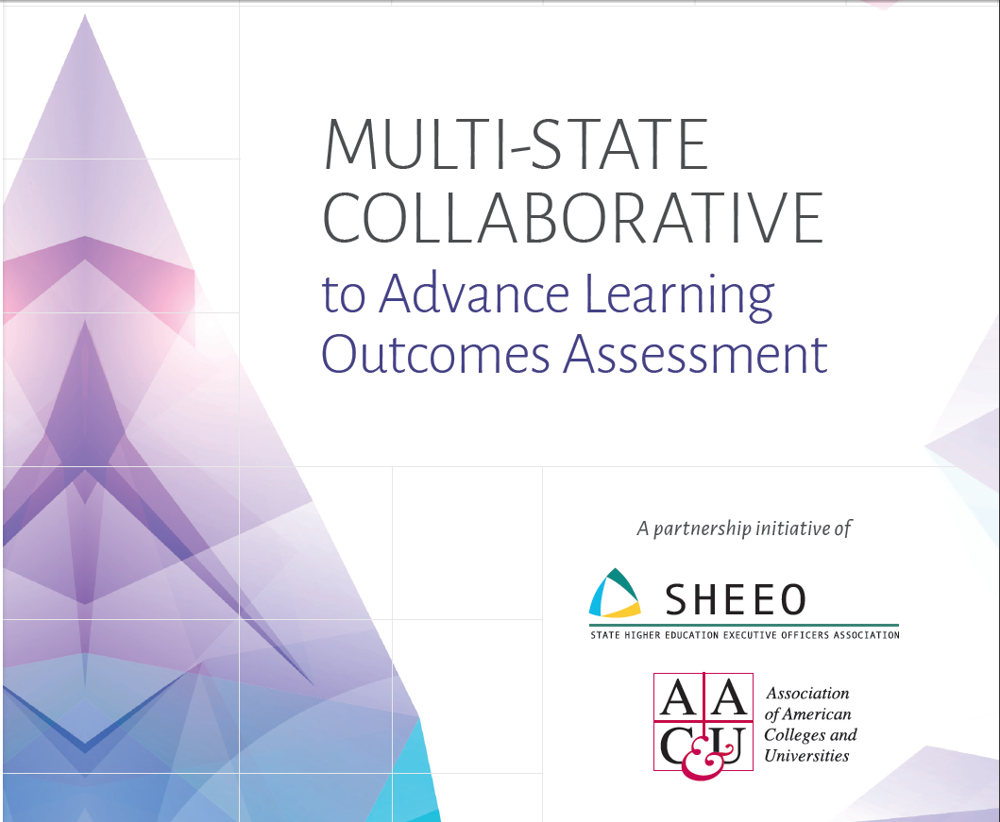 MULTI-STATE
COLLABORATIVE
to Advance Learning
Outcomes Assessment
A partnership initiative of
SHEEO
STATE HIGHER EDUCATION EXECUTIVE OFFICERS ASSOCIATION
A A
C & U
Association
of American
Colleges and
Universities